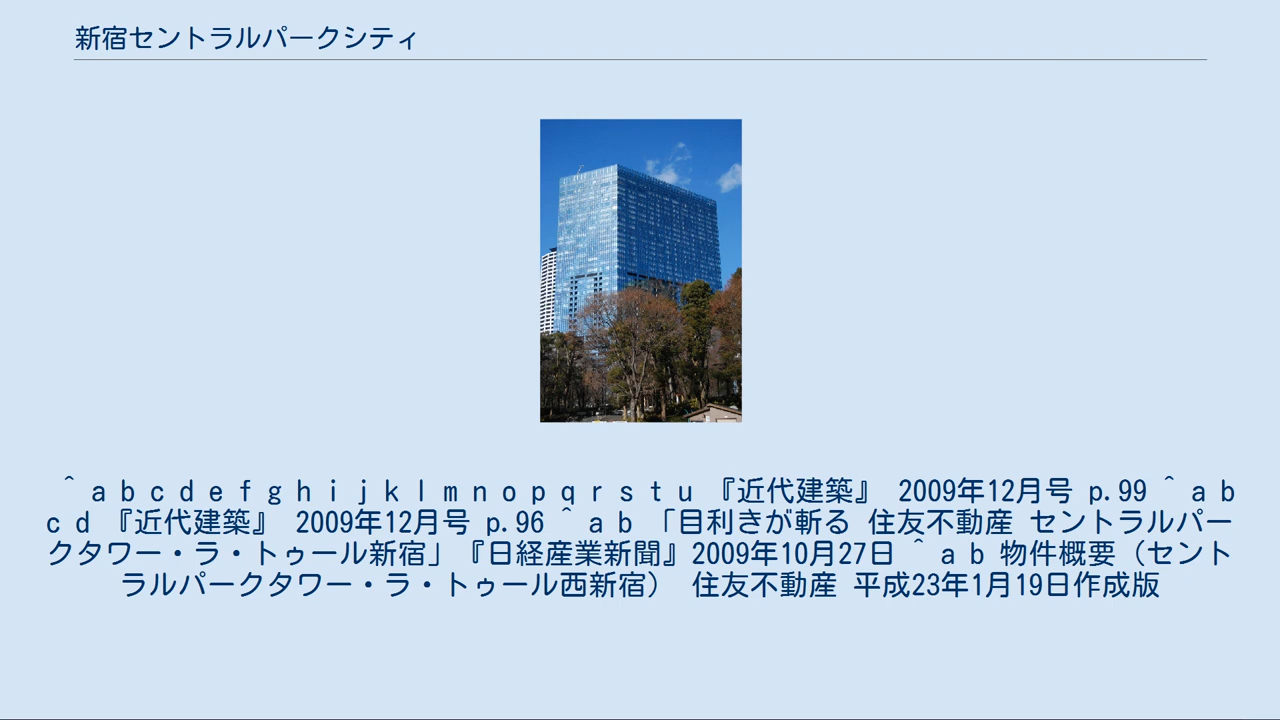 新宿セントラルパークシティ
^ a b c d e f g h i j k l m n o p q r s t u 『近代建築』 2009年12月号 p.99 ^ a b
c d 『近代建築』 2009年12月号 p.96 ^ a b 「目利きが斬る 住友不動産 セントラルパー
クタワー・ラ・トゥール新宿」『日経産業新聞』2009年10月27日 ^ a b 物件概要（セント
ラルパークタワー・ラ・トゥール西新宿） 住友不動産 平成23年1月19日作成版